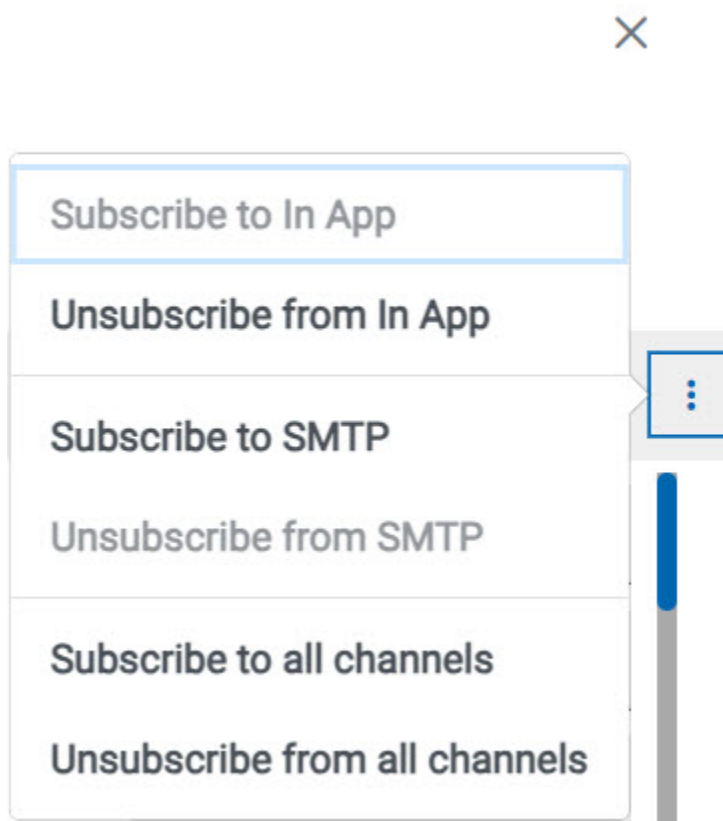 Subscribe to In App
Unsubscribe from In App
Subscribe to SMTP
Unsubscribe from SMTP
Subscribe to all channels
Unsubscribe from all channels